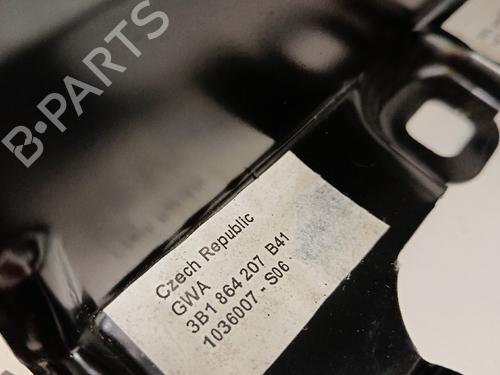 B-PARTS
Czech Republic
GWA
3B1 864 207 B41
1036007 - S06